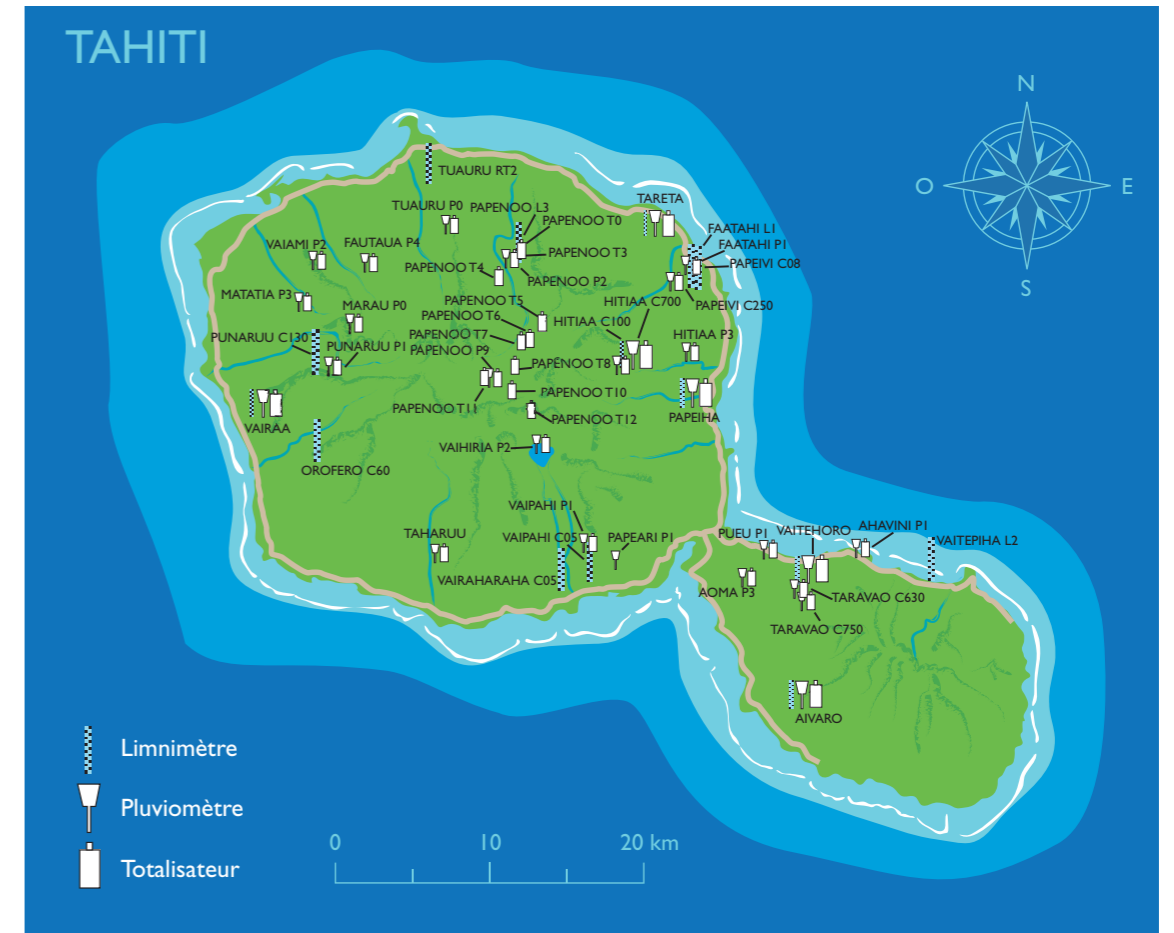 TAHITI
N
O
E
S
TUAURU RT2
TUAURU P0
PAPENOO L3
PAPENOO T0
TARETA
FAATAHI L1
FAATAHI P1
PAPEIVI C08
VAIAMI P2
FAUTAUA P4
PAPENOO T3
PAPENOO T4
PAPENOO P2
PAPEIVI C250
MATATIA P3
MARAU P0
PAPENOO T5
HITIAA C700
PAPENOO T6
HITIAA C100
PUNARUU C130
PAPENOO T7
HITIAA P3
PUNARUU P1
PAPENOO P9
PAPENOO T8
PAPENOO T10
PAPENOO T11
PAPENOO T12
PAPEIHA
VAIRAA
VAIHIRIA P2
OROFERO C60
VAIPAHI P1
TAHARUU
VAIPAHI C05
PAPEARI P1
PUEU P1
VAITEHORO
AHAVINI P1
VAITEPIHA L2
VAIRAHARAHA C05
AOMA P3
TARAVAO C630
TARAVAO C750
AIVARO
Limnimètre
Pluviomètre
Totalisateur
0 10 20 km